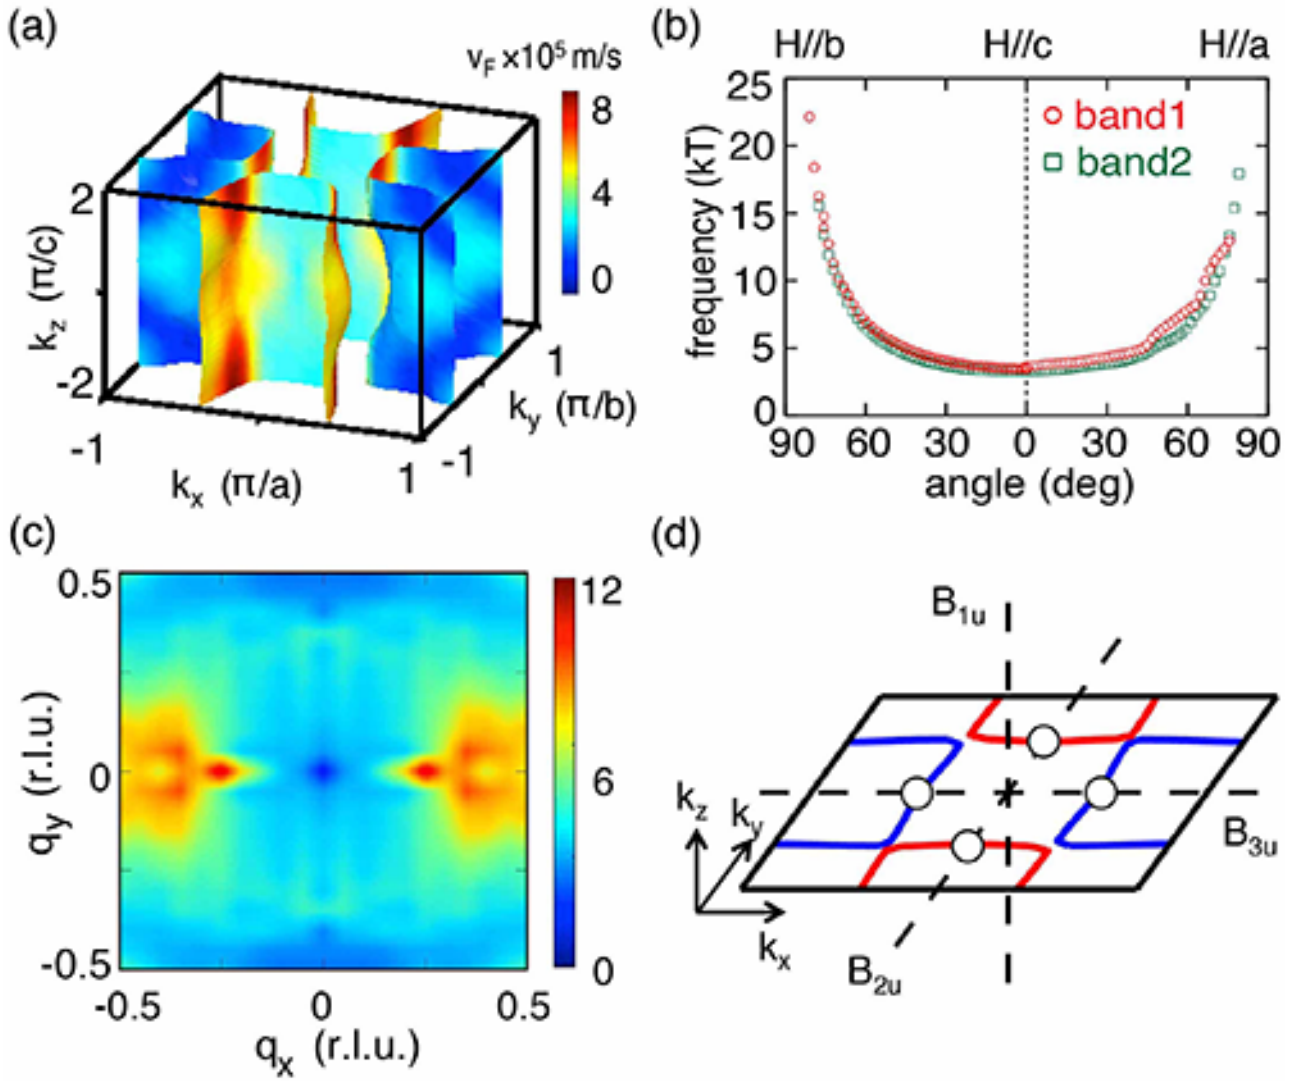 (a)
v_F ×10⁵ m/s
8
4
0
2
-2
k_z (π/c)
-1
k_x (π/a)
1
-1
k_y (π/b)
1
(b)
H//b H//c H//a
25
20
15
10
5
0
frequency (kT)
band1
band2
90 60 30 0 30 60 90
angle (deg)
(c)
0.5
0
-0.5
q_y (r.l.u.)
-0.5 0 0.5
q_x (r.l.u.)
12
6
0
(d)
B_1u
B_3u
B_2u
k_z
k_y
k_x